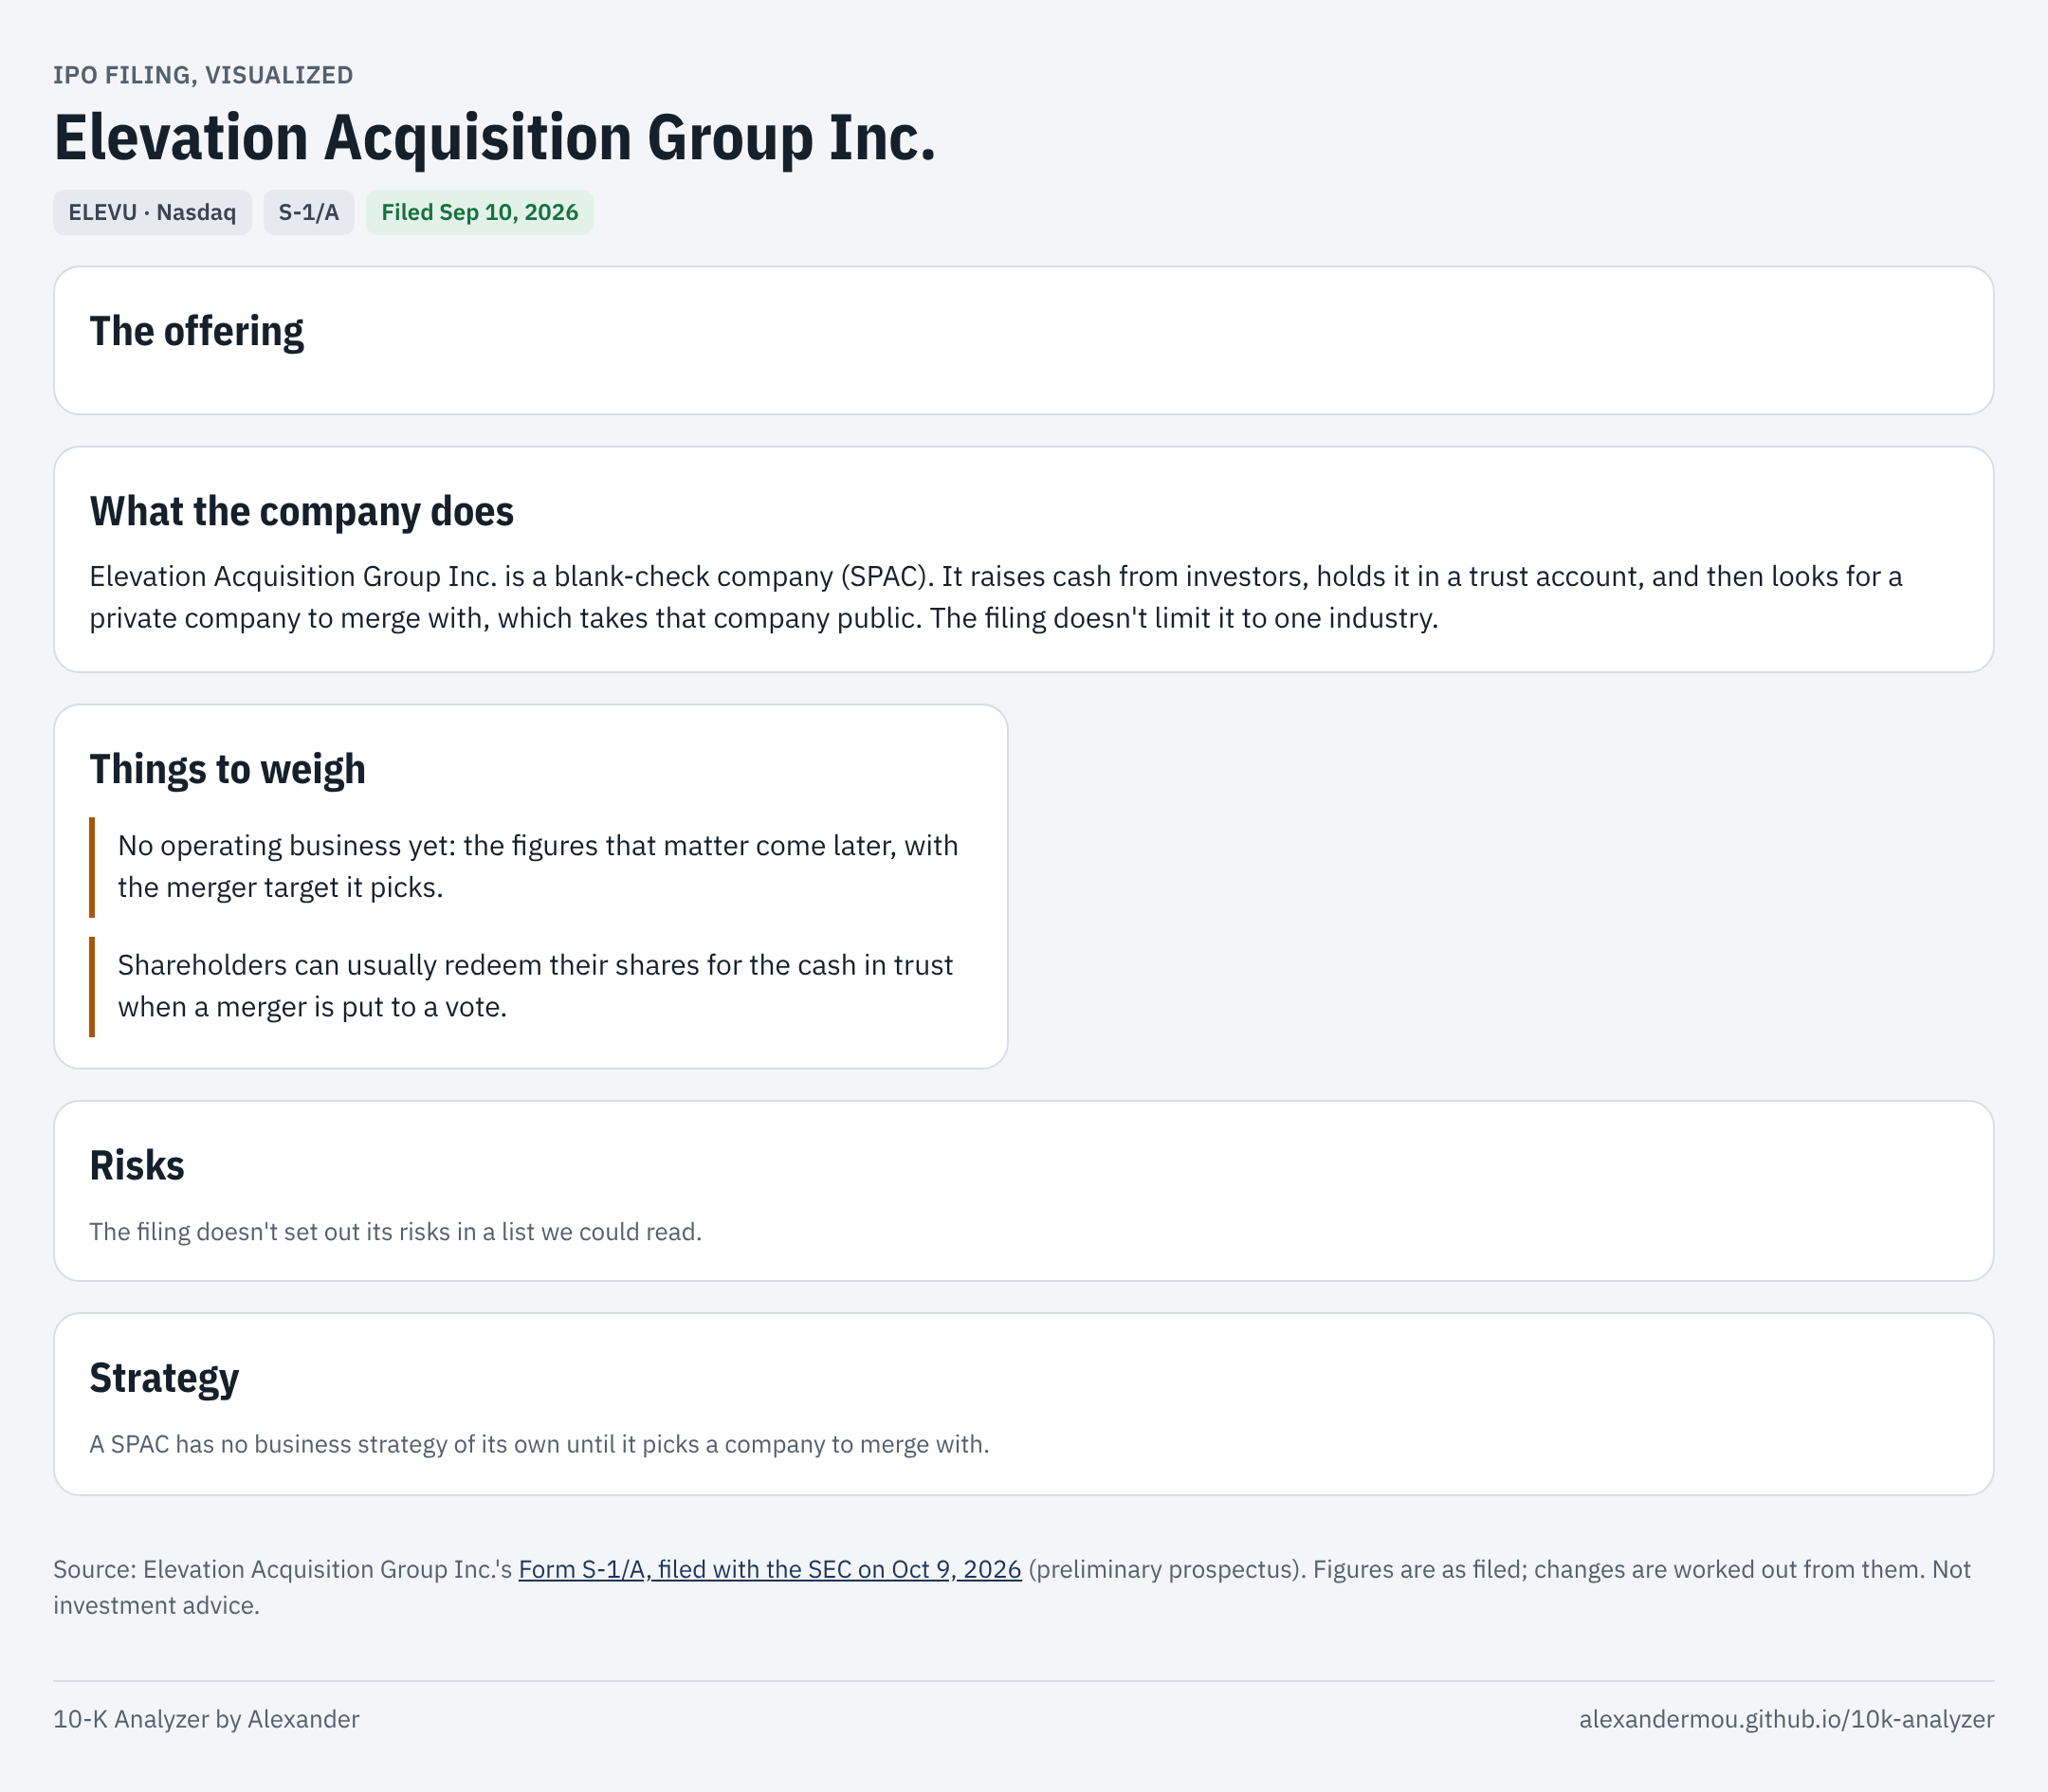 IPO FILING, VISUALIZED
Elevation Acquisition Group Inc.
ELEVU · Nasdaq S-1/A Filed Sep 10, 2026
The offering
What the company does
Elevation Acquisition Group Inc. is a blank-check company (SPAC). It raises cash from investors, holds it in a trust account, and then looks for a
private company to merge with, which takes that company public. The filing doesn't limit it to one industry.
Things to weigh
No operating business yet: the figures that matter come later, with
the merger target it picks.
Shareholders can usually redeem their shares for the cash in trust
when a merger is put to a vote.
Risks
The filing doesn't set out its risks in a list we could read.
Strategy
A SPAC has no business strategy of its own until it picks a company to merge with.
Source: Elevation Acquisition Group Inc.'s Form S-1/A, filed with the SEC on Oct 9, 2026 (preliminary prospectus). Figures are as filed; changes are worked out from them. Not
investment advice.
10-K Analyzer by Alexander
alexandermou.github.io/10k-analyzer